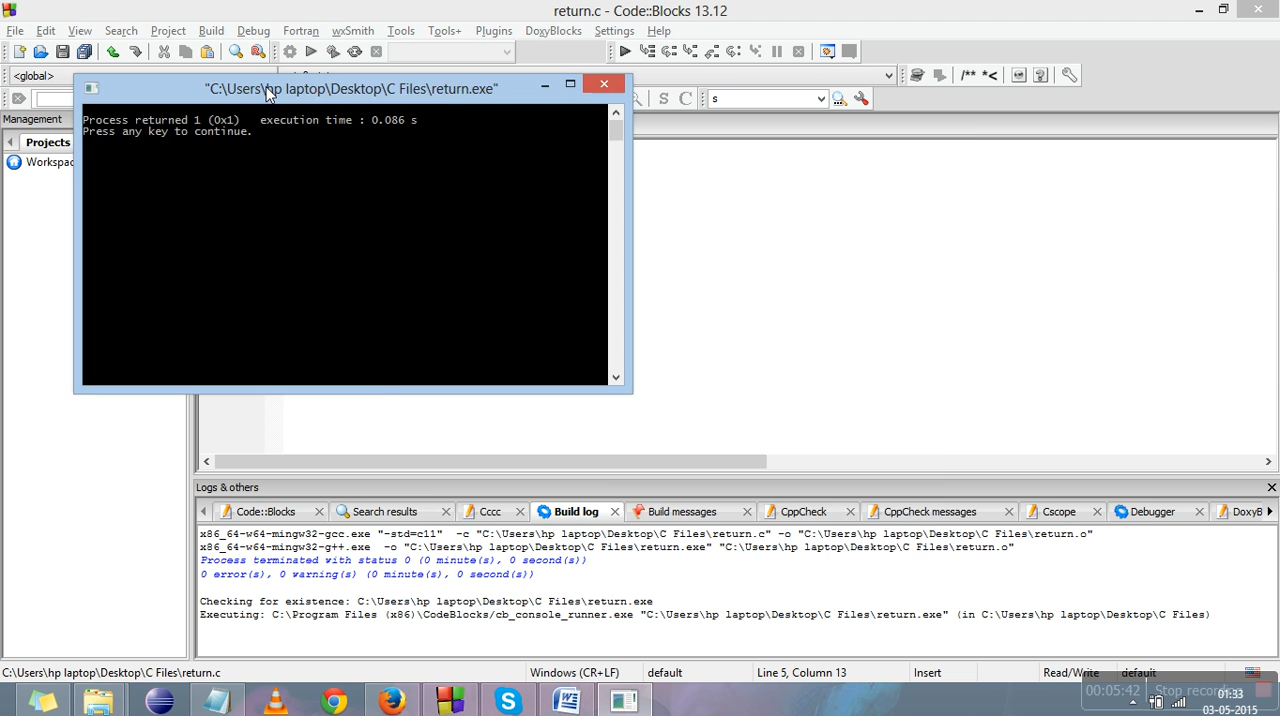 return.c - Code::Blocks 13.12
File Edit View Search Project Build Debug Fortran wxSmith Tools Tools+ Plugins DoxyBlocks Settings Help
<global>
/** *<
"C:\Users\hp laptop\Desktop\C Files\return.exe"
S C s
Process returned 1 (0x1) execution time : 0.086 s
Press any key to continue.
Management
Projects
Workspac
Logs & others
Code::Blocks Search results Cccc Build log Build messages CppCheck CppCheck messages Cscope Debugger DoxyB
x86_64-w64-mingw32-gcc.exe "-std=c11" -c "C:\Users\hp laptop\Desktop\C Files\return.c" -o "C:\Users\hp laptop\Desktop\C Files\return.o"
x86_64-w64-mingw32-g++.exe -o "C:\Users\hp laptop\Desktop\C Files\return.exe" "C:\Users\hp laptop\Desktop\C Files\return.o"
Process terminated with status 0 (0 minute(s), 0 second(s))
0 error(s), 0 warning(s) (0 minute(s), 0 second(s))
Checking for existence: C:\Users\hp laptop\Desktop\C Files\return.exe
Executing: C:\Program Files (x86)\CodeBlocks/cb_console_runner.exe "C:\Users\hp laptop\Desktop\C Files\return.exe" (in C:\Users\hp laptop\Desktop\C Files)
C:\Users\hp laptop\Desktop\C Files\return.c Windows (CR+LF) default Line 5, Column 13 Insert Read/Write default
00:05:42 Stop 01:33
03-05-2015